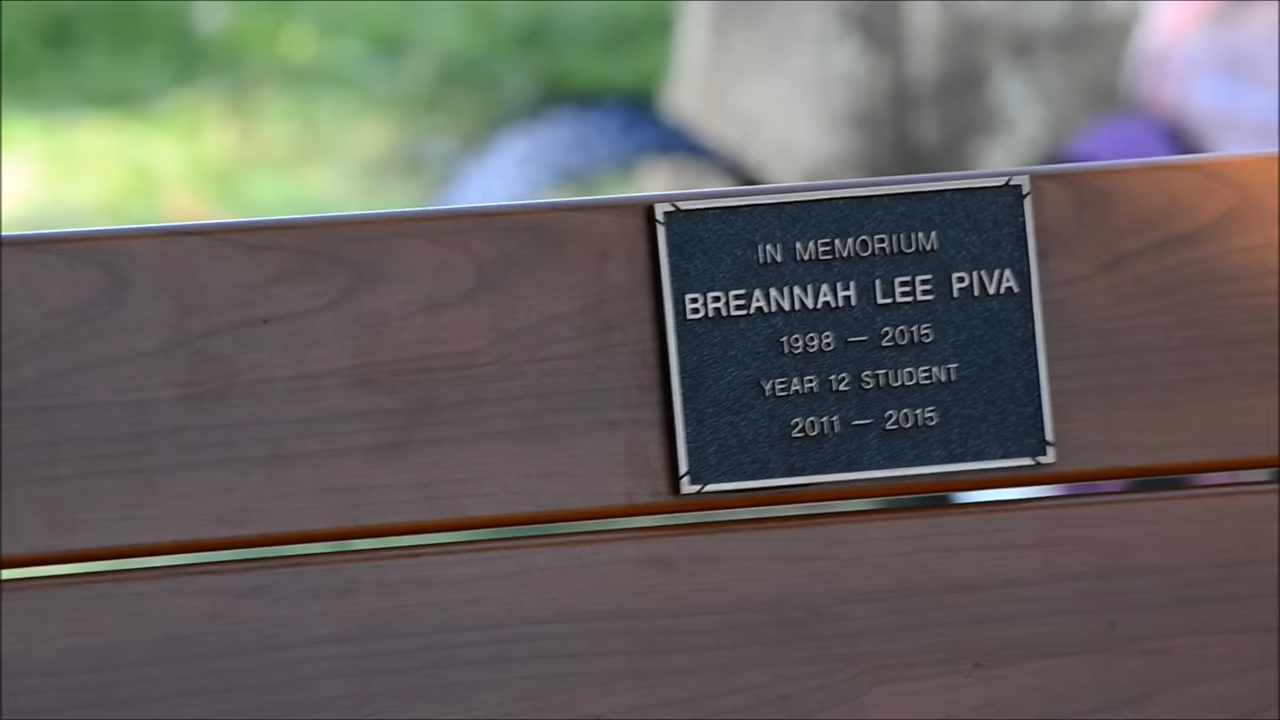 IN MEMORIUM
BREANNAH LEE PIVA
1998 — 2015
YEAR 12 STUDENT
2011 — 2015